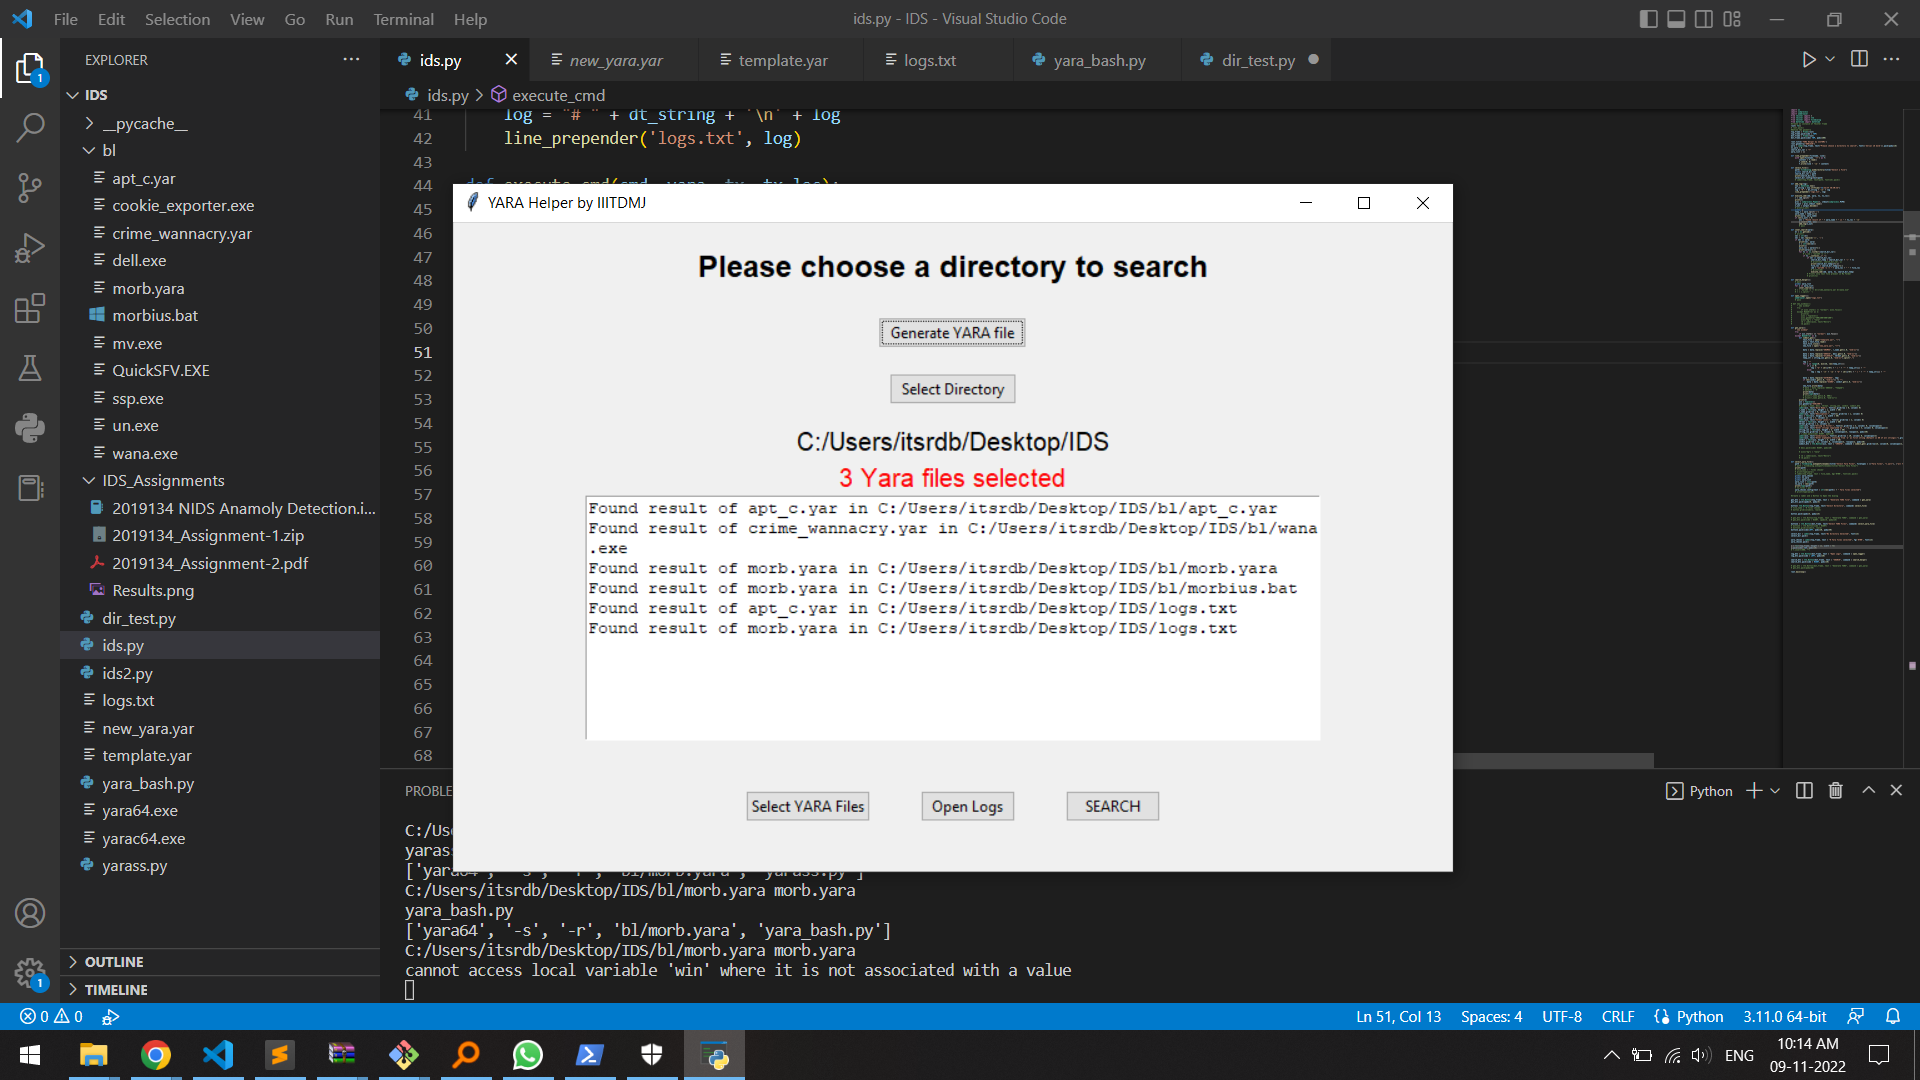 File Edit Selection View Go Run Terminal Help
ids.py - IDS - Visual Studio Code
EXPLORER
IDS
__pycache__
bl
apt_c.yar
cookie_exporter.exe
crime_wannacry.yar
dell.exe
morb.yara
morbius.bat
mv.exe
QuickSFV.EXE
ssp.exe
un.exe
wana.exe
IDS_Assignments
2019134 NIDS Anamoly Detection.i...
2019134_Assignment-1.zip
2019134_Assignment-2.pdf
Results.png
dir_test.py
ids.py
ids2.py
logs.txt
new_yara.yar
template.yar
yara_bash.py
yara64.exe
yarac64.exe
yarass.py
OUTLINE
TIMELINE
1
1
ids.py new_yara.yar template.yar logs.txt yara_bash.py dir_test.py
ids.py > execute_cmd
41 log = "# " + dt_string + '\n' + log
42 line_prepender('logs.txt', log)
43
44 def execute_cmd(cmd, yara, tx, tx_log):
45
46
47
48
49
50
51
52
53
54
55
56
57
58
59
60
61
62
63
64
65
66
67
68
YARA Helper by IIITDMJ
Please choose a directory to search
Generate YARA file
Select Directory
C:/Users/itsrdb/Desktop/IDS
3 Yara files selected
Found result of apt_c.yar in C:/Users/itsrdb/Desktop/IDS/bl/apt_c.yar
Found result of crime_wannacry.yar in C:/Users/itsrdb/Desktop/IDS/bl/wana
.exe
Found result of morb.yara in C:/Users/itsrdb/Desktop/IDS/bl/morb.yara
Found result of morb.yara in C:/Users/itsrdb/Desktop/IDS/bl/morbius.bat
Found result of apt_c.yar in C:/Users/itsrdb/Desktop/IDS/logs.txt
Found result of morb.yara in C:/Users/itsrdb/Desktop/IDS/logs.txt
Select YARA Files Open Logs SEARCH
PROBLE
Python
C:/Us
yaras
['yara64', '-s', '-r', 'bl/morb.yara', 'yarass.py']
C:/Users/itsrdb/Desktop/IDS/bl/morb.yara morb.yara
yara_bash.py
['yara64', '-s', '-r', 'bl/morb.yara', 'yara_bash.py']
C:/Users/itsrdb/Desktop/IDS/bl/morb.yara morb.yara
cannot access local variable 'win' where it is not associated with a value
0 0
Ln 51, Col 13 Spaces: 4 UTF-8 CRLF Python 3.11.0 64-bit
ENG
10:14 AM
09-11-2022